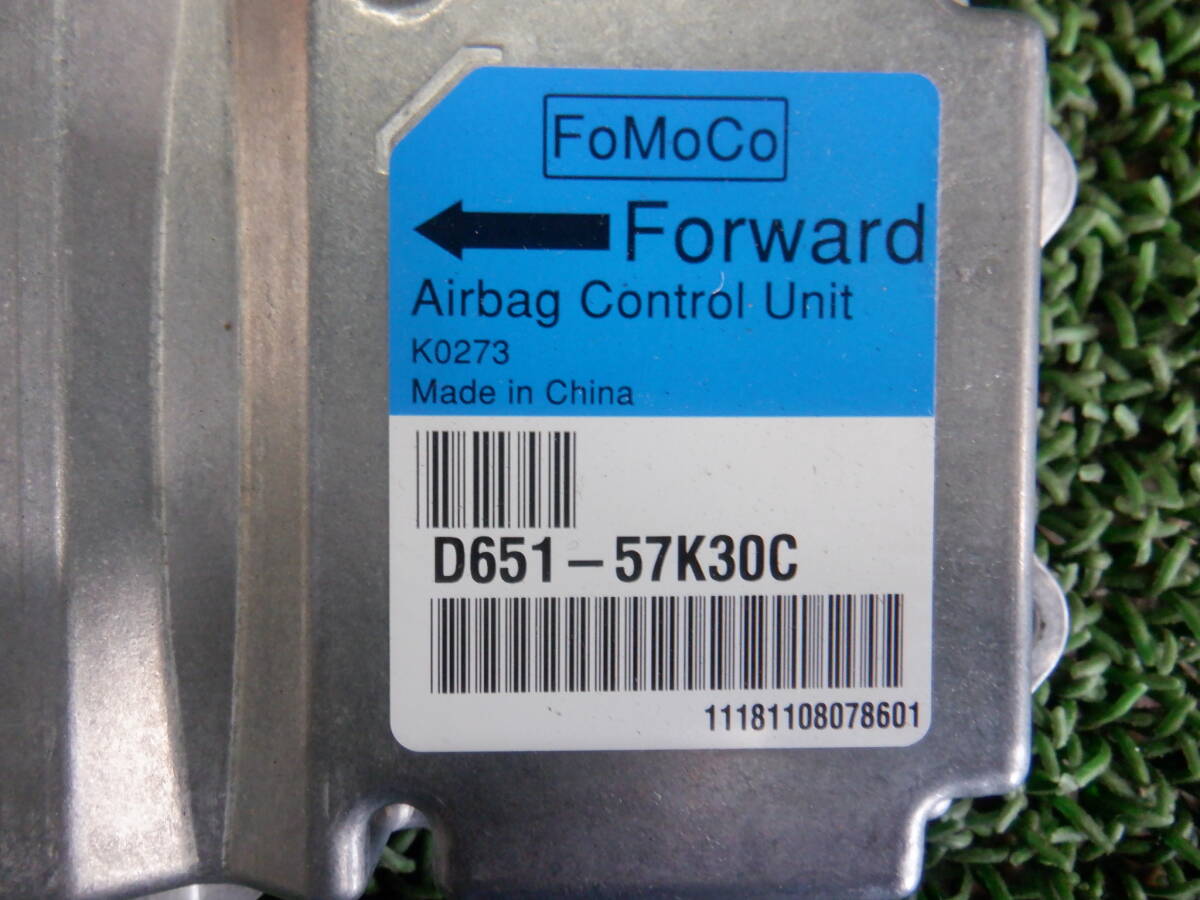 FoMoCo
Forward
Airbag Control Unit
K0273
Made in China
D651-57K30C
11181108078601